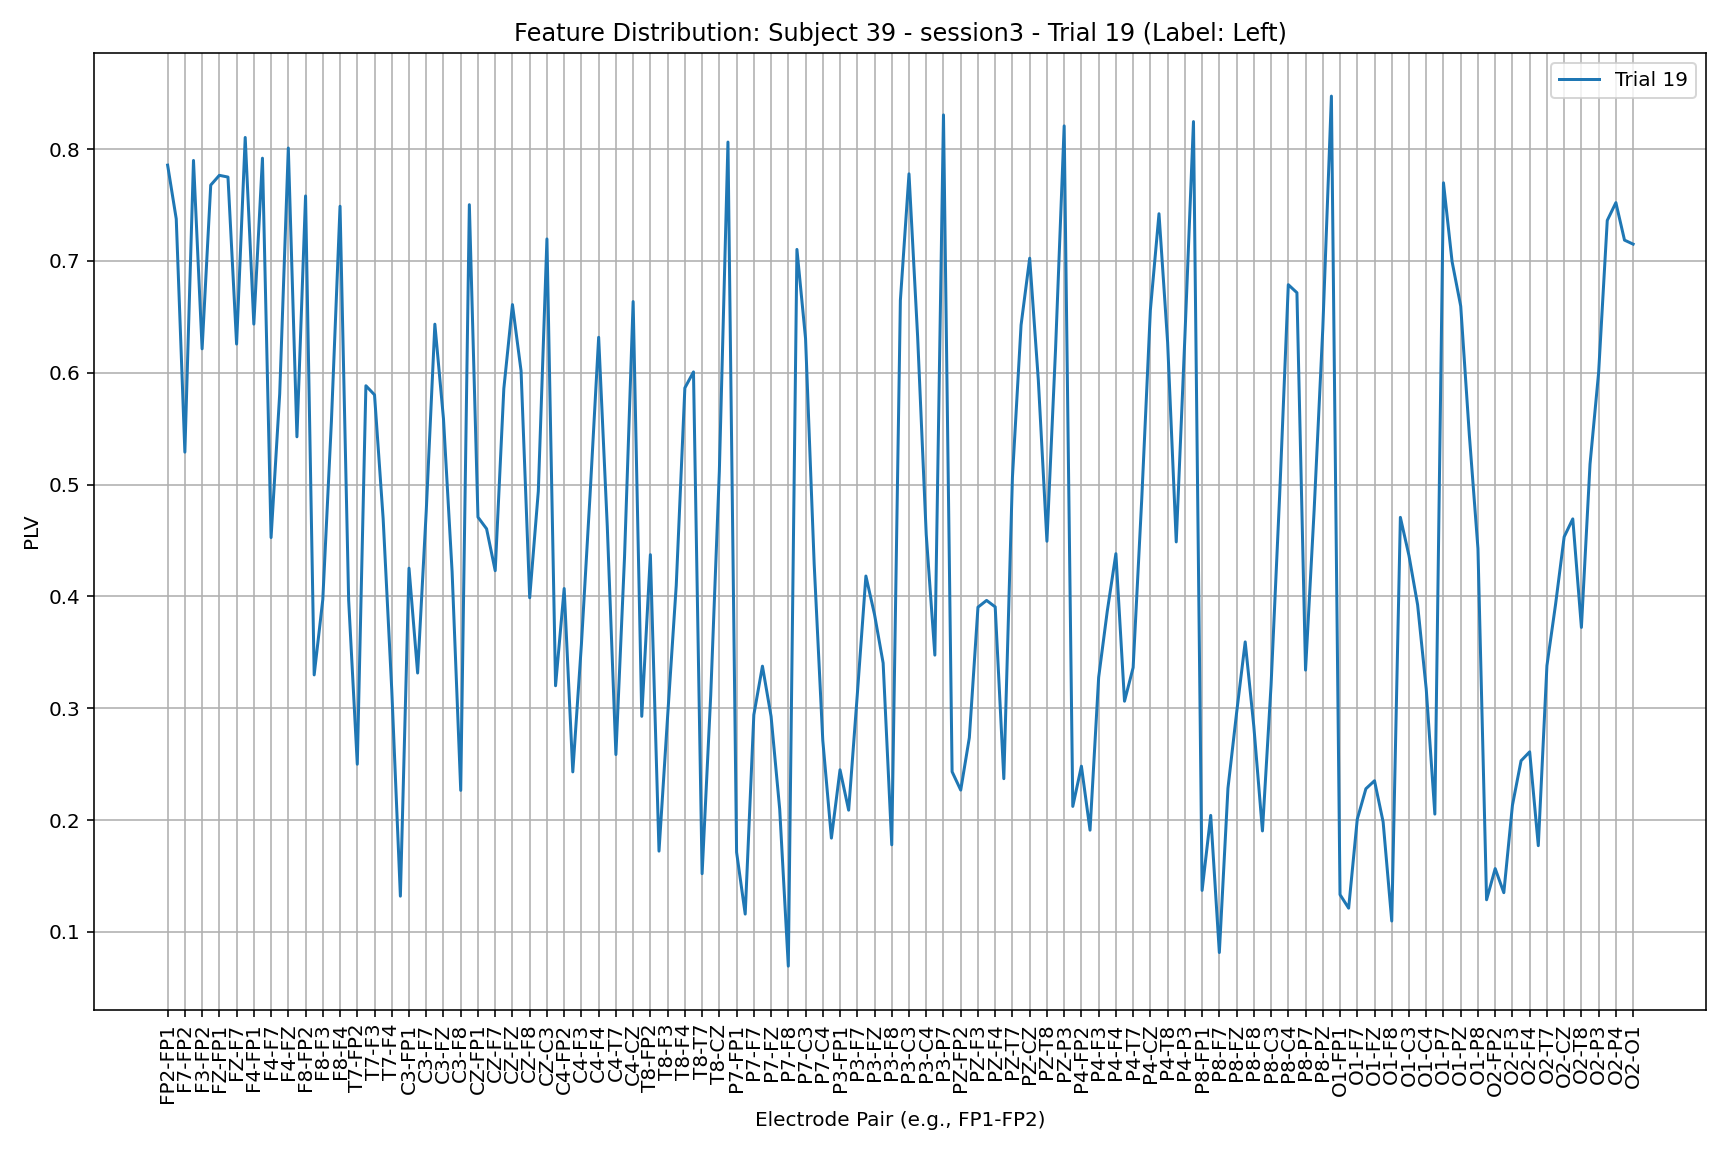 Feature Distribution: Subject 39 - session3 - Trial 19 (Label: Left)
Trial 19
PLV
0.8
0.7
0.6
0.5
0.4
0.3
0.2
0.1
FP2-FP1
F7-FP2
F3-FP2
FZ-FP1
FZ-F7
F4-FP1
F4-F7
F4-FZ
F8-FP2
F8-F3
F8-F4
T7-FP2
T7-F3
T7-F4
C3-FP1
C3-F7
C3-FZ
C3-F8
CZ-FP1
CZ-F7
CZ-FZ
CZ-F8
CZ-C3
C4-FP2
C4-F3
C4-F4
C4-T7
C4-CZ
T8-FP2
T8-F3
T8-F4
T8-T7
T8-CZ
P7-FP1
P7-F7
P7-FZ
P7-F8
P7-C3
P7-C4
P3-FP1
P3-F7
P3-FZ
P3-F8
P3-C3
P3-C4
P3-P7
PZ-FP2
PZ-F3
PZ-F4
PZ-T7
PZ-CZ
PZ-T8
PZ-P3
P4-FP2
P4-F3
P4-F4
P4-T7
P4-CZ
P4-T8
P4-P3
P8-FP1
P8-F7
P8-FZ
P8-F8
P8-C3
P8-C4
P8-P7
P8-PZ
O1-FP1
O1-F7
O1-FZ
O1-F8
O1-C3
O1-C4
O1-P7
O1-PZ
O1-P8
O2-FP2
O2-F3
O2-F4
O2-T7
O2-CZ
O2-T8
O2-P3
O2-P4
O2-O1
Electrode Pair (e.g., FP1-FP2)